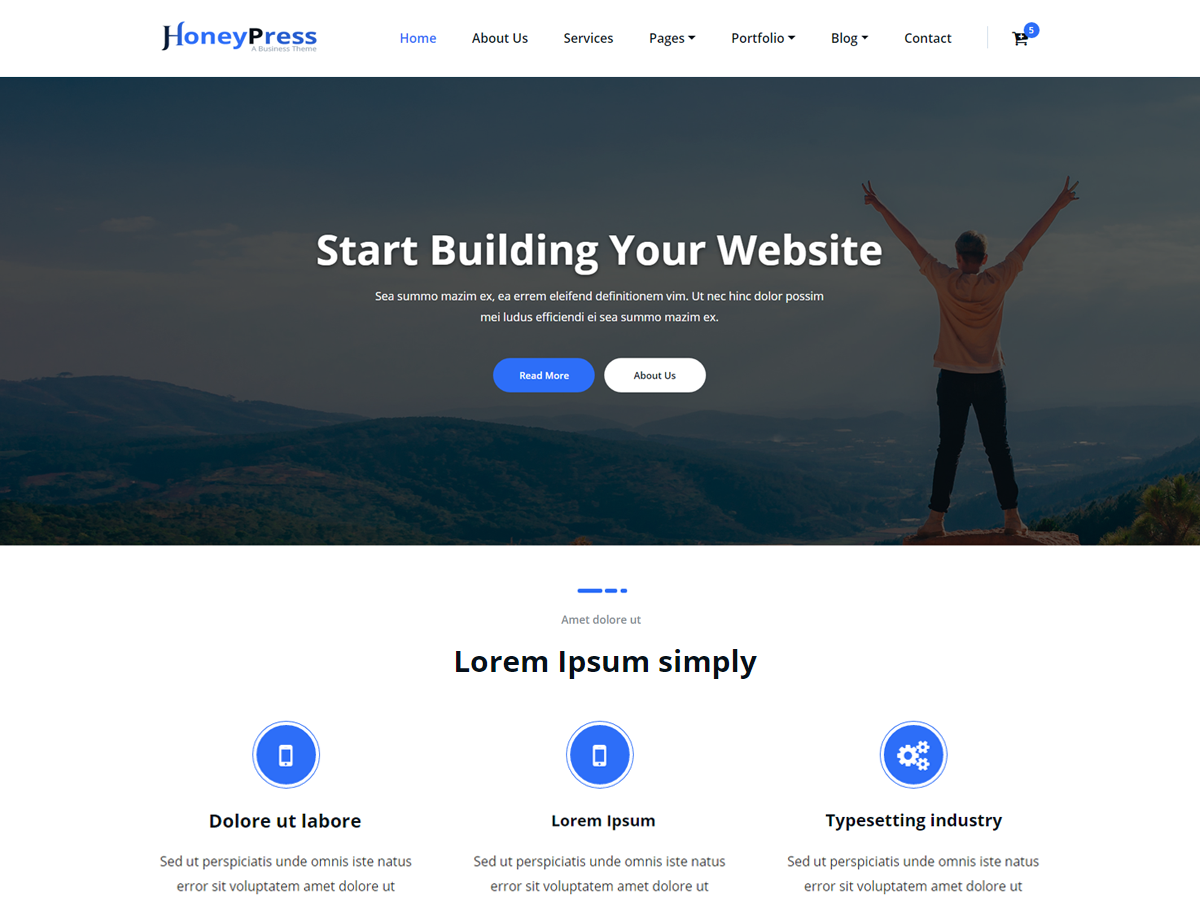 HoneyPress
A Business Theme
Home About Us Services Pages Portfolio Blog Contact 5
Start Building Your Website
Sea summo mazim ex, ea errem eleifend definitionem vim. Ut nec hinc dolor possim
mei ludus efficiendi ei sea summo mazim ex.
Read More About Us
Amet dolore ut
Lorem Ipsum simply
Dolore ut labore Lorem Ipsum Typesetting industry
Sed ut perspiciatis unde omnis iste natus Sed ut perspiciatis unde omnis iste natus Sed ut perspiciatis unde omnis iste natus
error sit voluptatem amet dolore ut error sit voluptatem amet dolore ut error sit voluptatem amet dolore ut